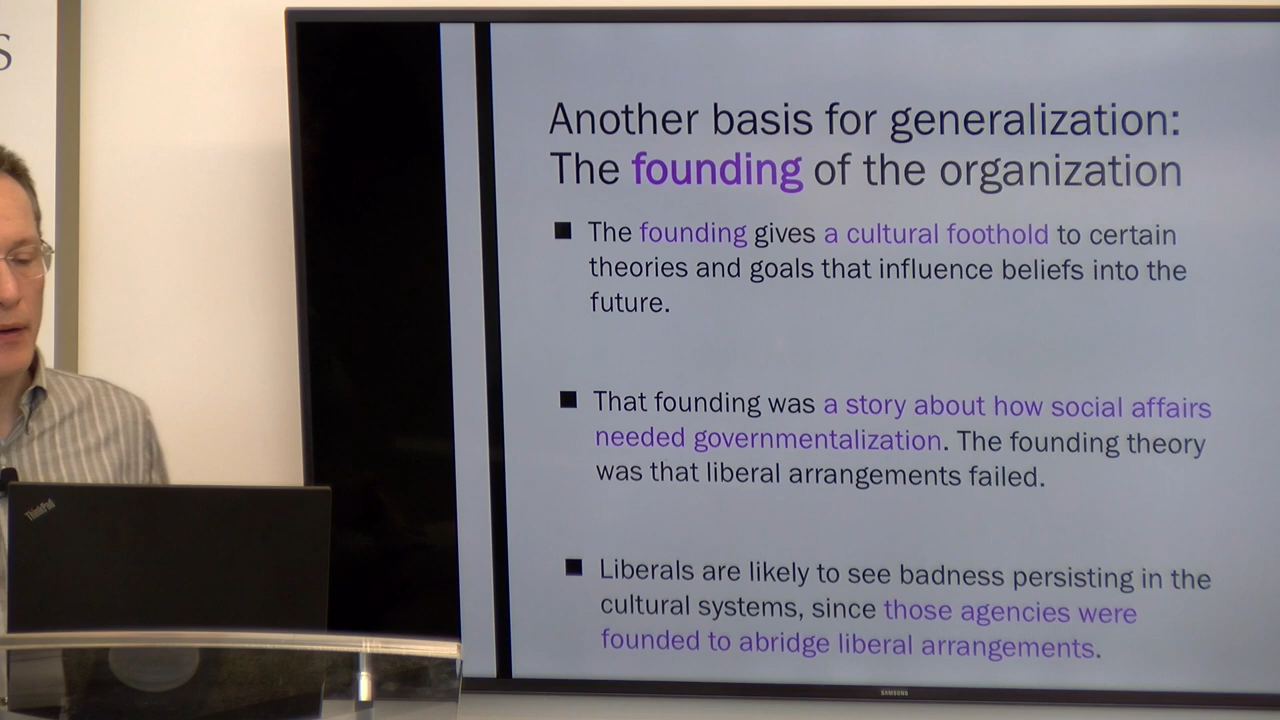 S
Another basis for generalization:
The founding of the organization
■ The founding gives a cultural foothold to certain
theories and goals that influence beliefs into the
future.
■ That founding was a story about how social affairs
needed governmentalization. The founding theory
was that liberal arrangements failed.
■ Liberals are likely to see badness persisting in the
cultural systems, since those agencies were
founded to abridge liberal arrangements.
ThinkPad
SAMSUNG